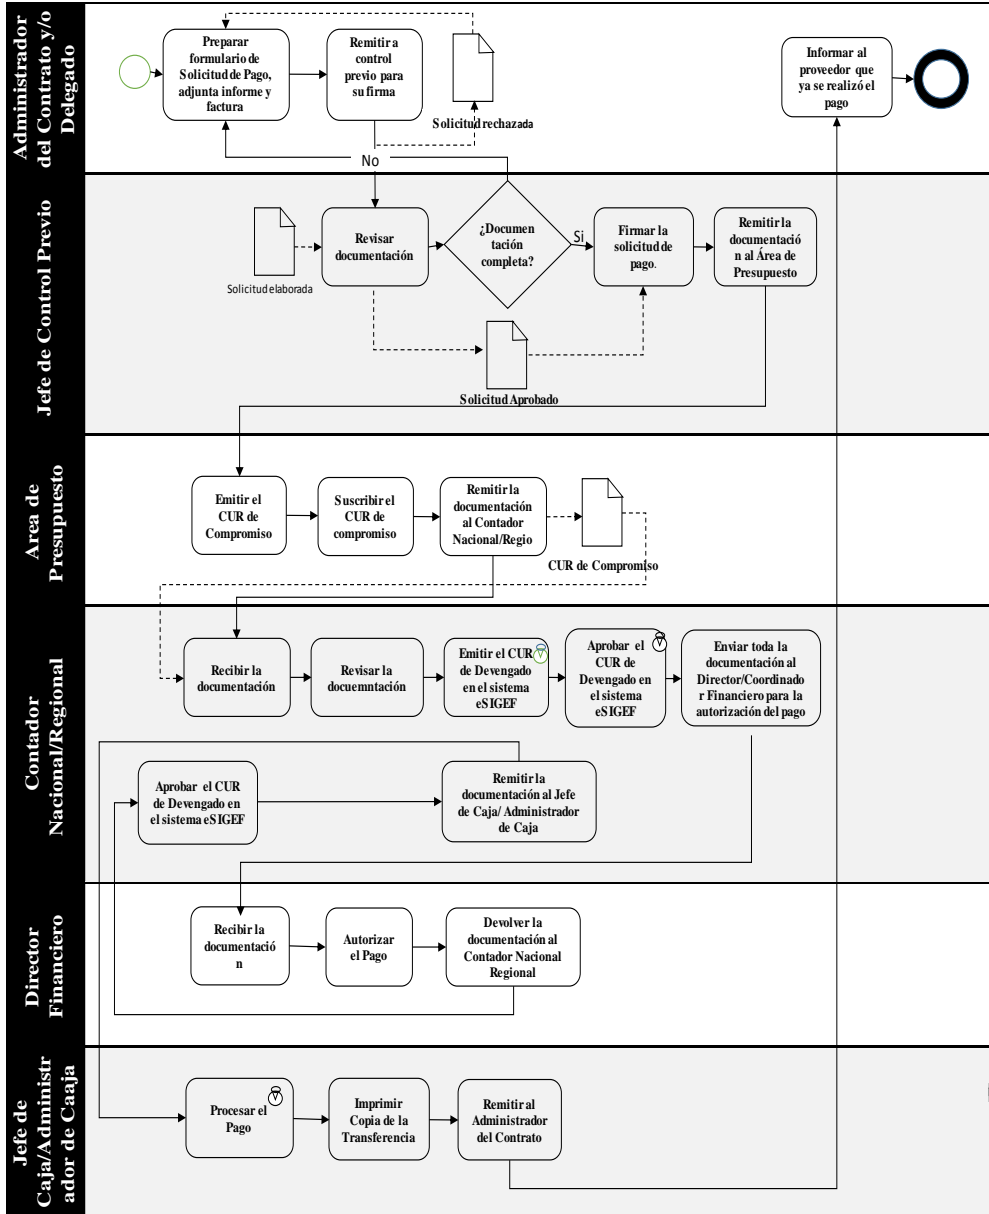 Administrador
del Contrato y/o
Delegado
Preparar
formulario de
Solicitud de Pago,
adjunta informe y
factura
Remitir a
control
previo para
su firma
Solicitud rechazada
Informar al
proveedor que
ya se realizó el
pago
No
Jefe de Control Previo
Solicitud elaborada
Revisar
documentación
¿Documen
tación
completa?
Si
Firmar la
solicitud de
pago.
Remitir la
documentació
n al Área de
Presupuesto
Solicitud Aprobado
Area de
Presupuesto
Emitir el
CUR de
Compromiso
Suscribir el
CUR de
compromiso
Remitir la
documentación
al Contador
Nacional/Regio
CUR de Compromiso
Contador
Nacional/Regional
Recibir la
documentación
Revisar la
docuemntación
Emitir el CUR
de Devengado
en el sistema
eSIGEF
Aprobar el
CUR de
Devengado en
el sistema
eSIGEF
Enviar toda la
documentación al
Director/Coordinado
r Financiero para la
autorización del pago
Aprobar el CUR
de Devengado en
el sistema eSIGEF
Remitir la
documentación al Jefe
de Caja/ Administrador
de Caja
Director
Financiero
Recibir la
documentació
n
Autorizar
el Pago
Devolver la
documentación al
Contador Nacional
Regional
Jefe de
Caja/Administr
ador de Caaja
Procesar el
Pago
Imprimir
Copia de la
Transferencia
Remitir al
Administrador
del Contrato